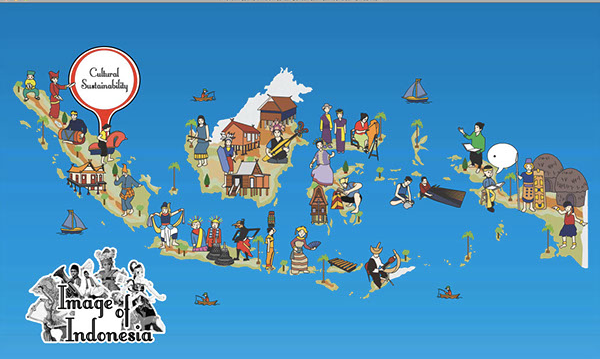 Cultural
Sustainability
Image
of
Indonesia